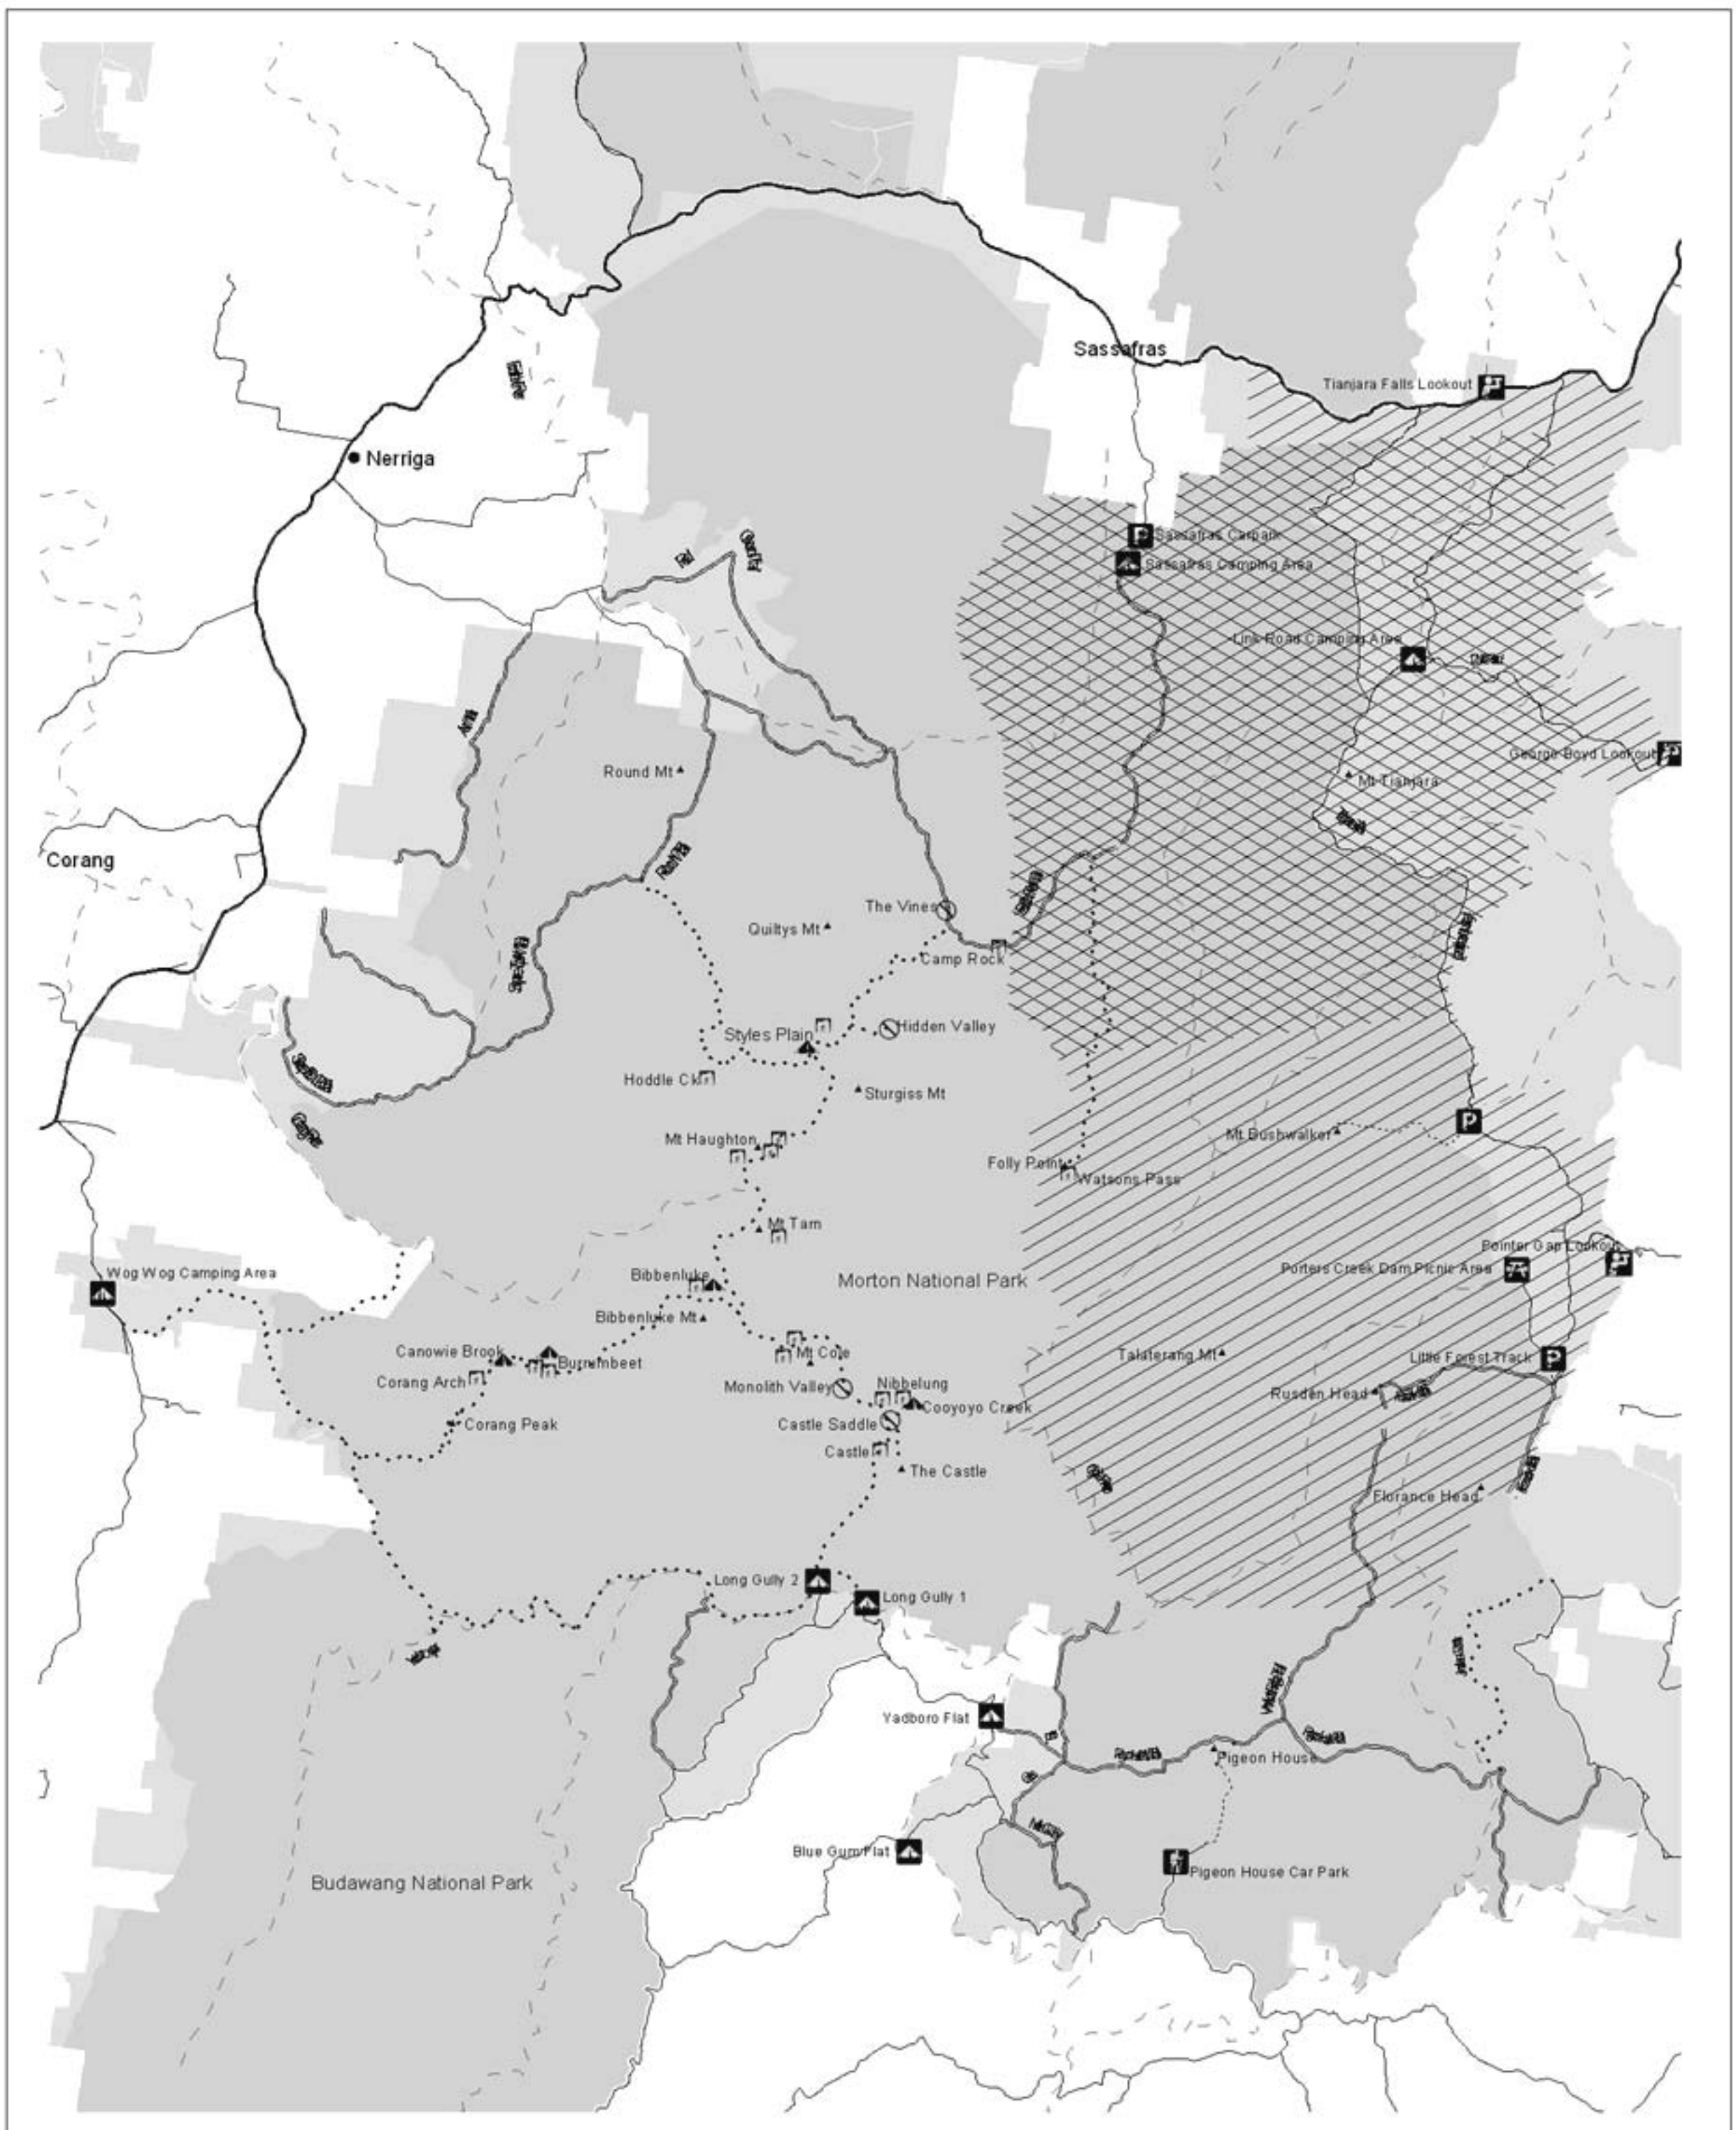 Sassafras
Tianjara Falls Lookout
Nerriga
Sassafras Carpark
Sassafras Camping Area
Link Road Camping Area
George Boyd Lookout
Round Mt
Mt Tianjara
Corang
The Vines
Quiltys Mt
Camp Rock
Hidden Valley
Styles Plain
Hoddle Ck
Sturgiss Mt
Mt Bushwalker
Mt Haughton
Folly Point
Watsons Pass
Mt Tarn
Pointer Gap Lookout
Wog Wog Camping Area
Bibbenluke
Morton National Park
Porters Creek Dam Picnic Area
Bibbenluke Mt
Canowie Brook
Burrumbeet
Mt Cole
Talaterang Mt
Little Forest Track
Corang Arch
Monolith Valley
Nibbelung
Rusden Head
Cooyoyo Creek
Corang Peak
Castle Saddle
Castle
The Castle
Florance Head
Long Gully 2
Long Gully 1
Yadboro Flat
Pigeon House
Blue Gum Flat
Pigeon House Car Park
Budawang National Park